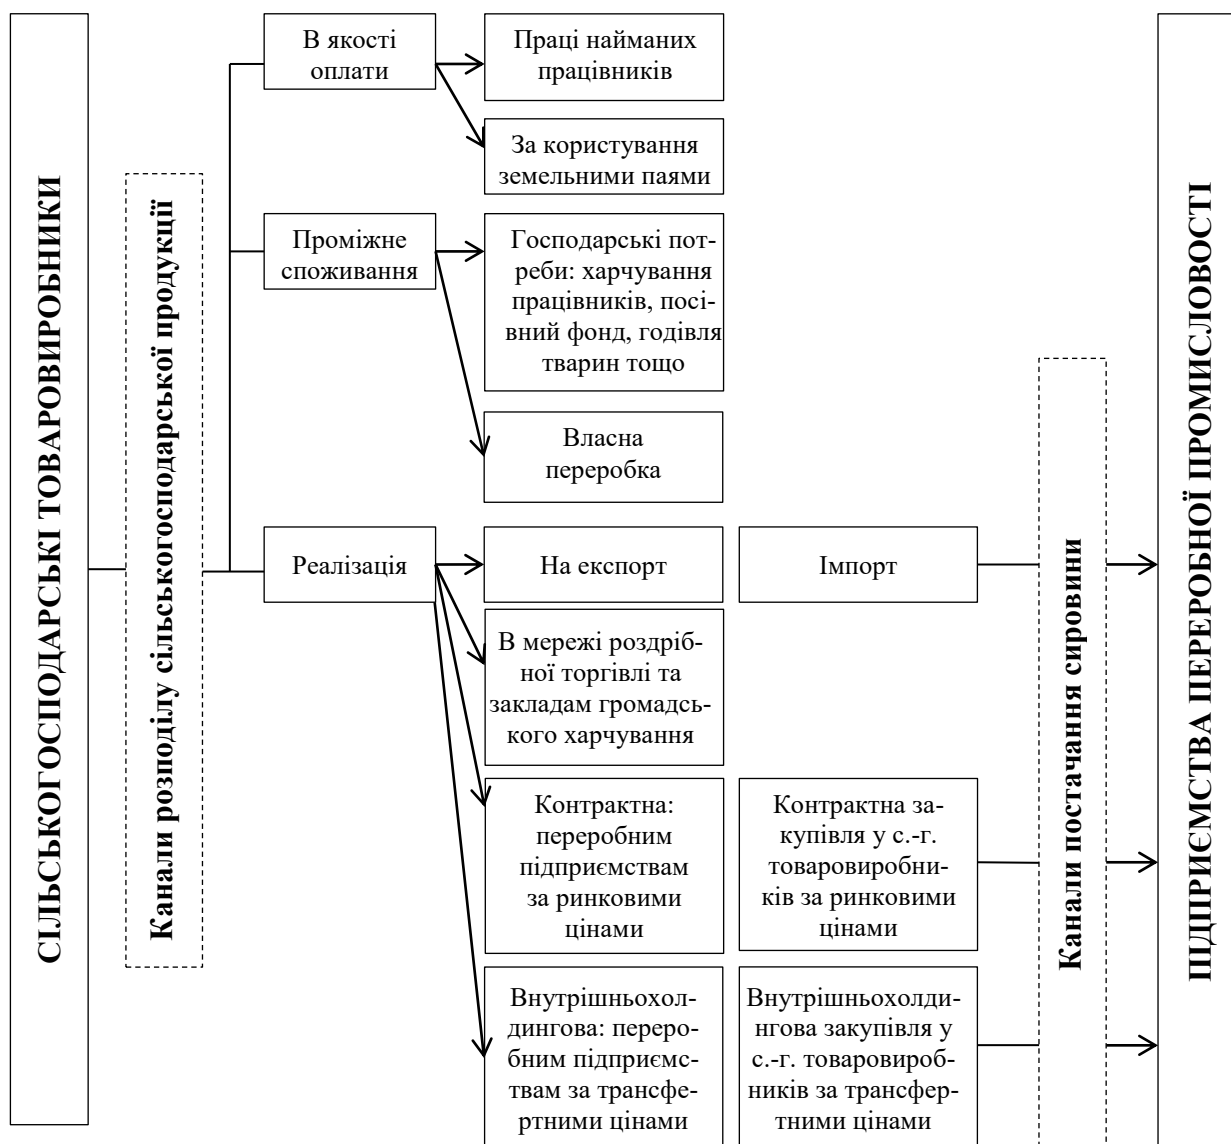 СІЛЬСЬКОГОСПОДАРСЬКІ ТОВАРОВИРОБНИКИ
Канали розподілу сільськогосподарської продукції
В якості
оплати
Праці найманих
працівників
За користування
земельними паями
Проміжне
споживання
Господарські пот-
реби: харчування
працівників, посі-
вний фонд, годівля
тварин тощо
Власна
переробка
Реалізація
На експорт
Імпорт
В мережі роздріб-
ної торгівлі та
закладам громадсь-
кого харчування
Контрактна:
переробним
підприємствам
за ринковими
цінами
Контрактна за-
купівля у с.-г.
товаровиробни-
ків за ринковими
цінами
Внутрішньохол-
дингова: перероб-
бним підприємс-
твам за трансфе-
ртними цінами
Внутрішньохолди-
нгова закупівля у
с.-г. товаровироб-
ників за трансфер-
тними цінами
Канали постачання сировини
ПІДПРИЄМСТВА ПЕРЕРОБНОЇ ПРОМИСЛОВОСТІ